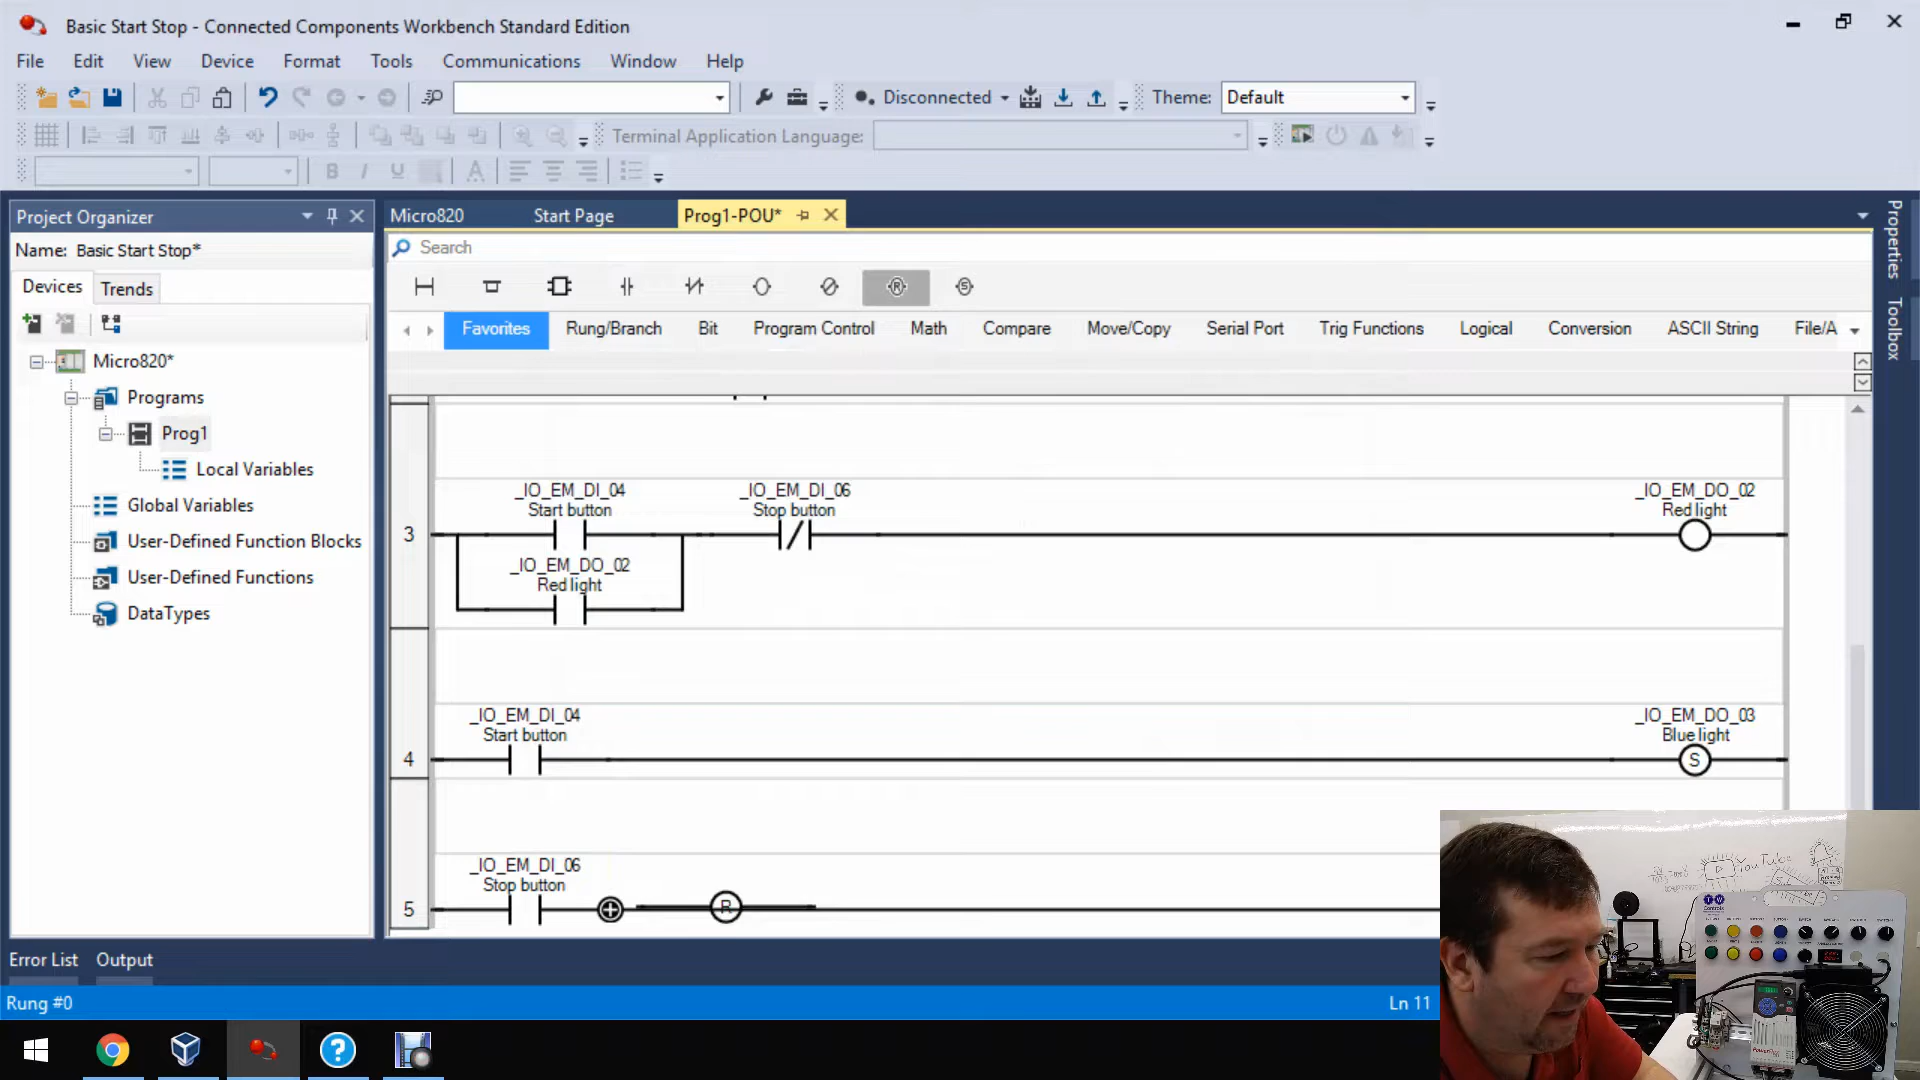 Basic Start Stop - Connected Components Workbench Standard Edition
File Edit View Device Format Tools Communications Window Help
Disconnected Theme: Default
Terminal Application Language:
B I U A
Project Organizer
Name: Basic Start Stop*
Devices Trends
Micro820*
Programs
Prog1
Local Variables
Global Variables
User-Defined Function Blocks
User-Defined Functions
DataTypes
Micro820 Start Page Prog1-POU*
Search
R S
Favorites Rung/Branch Bit Program Control Math Compare Move/Copy Serial Port Trig Functions Logical Conversion ASCII String File/A
Properties
Toolbox
_IO_EM_DI_04 _IO_EM_DI_06 _IO_EM_DO_02
Start button Stop button Red light
3
_IO_EM_DO_02
Red light
_IO_EM_DI_04 _IO_EM_DO_03
Start button Blue light
4 S
_IO_EM_DI_06
Stop button
5 R
Error List Output
Rung #0 Ln 11
YouTube
TW
Controls